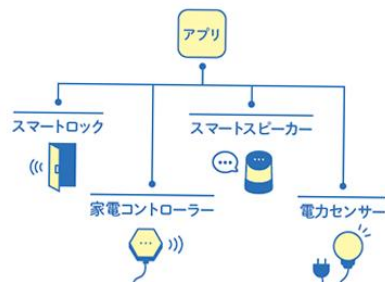 アプリ
スマートロック
スマートスピーカー
家電コントローラー
電力センサー